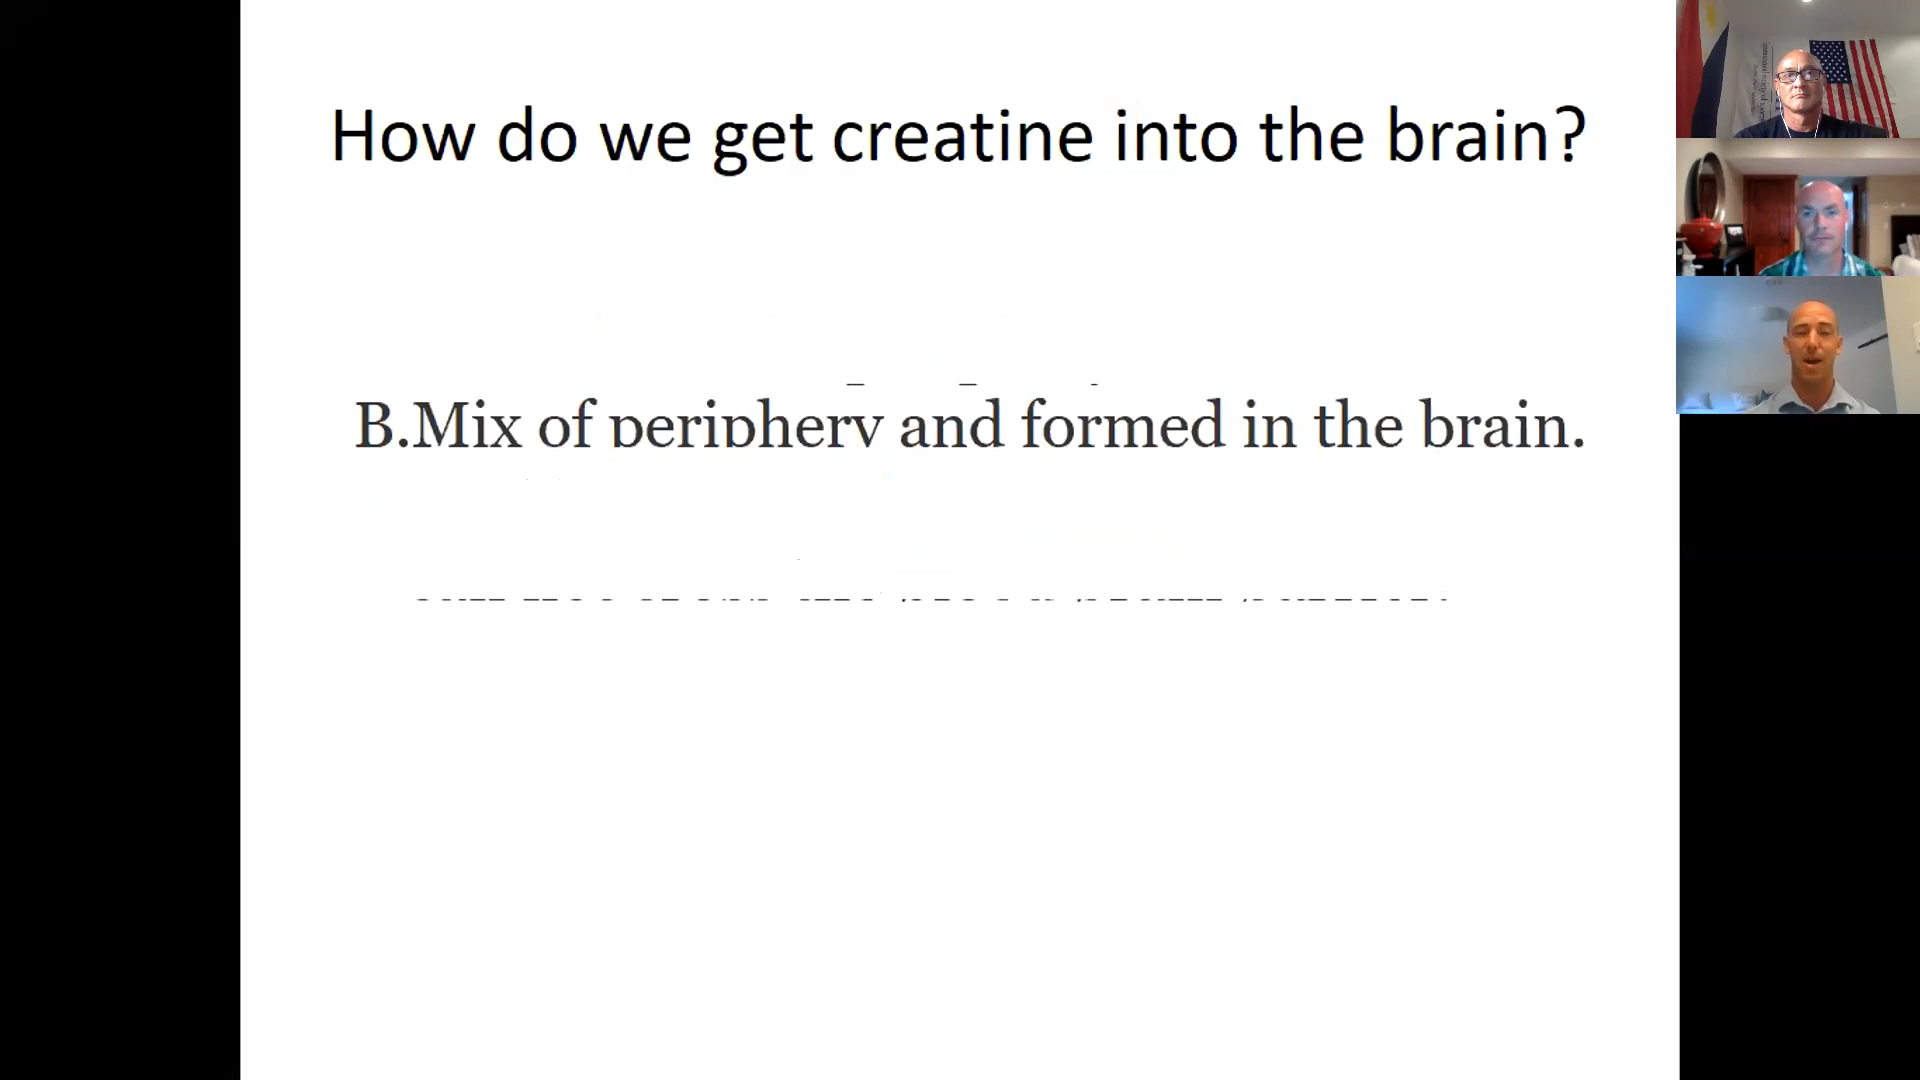 How do we get creatine into the brain?
B.Mix of periphery and formed in the brain.